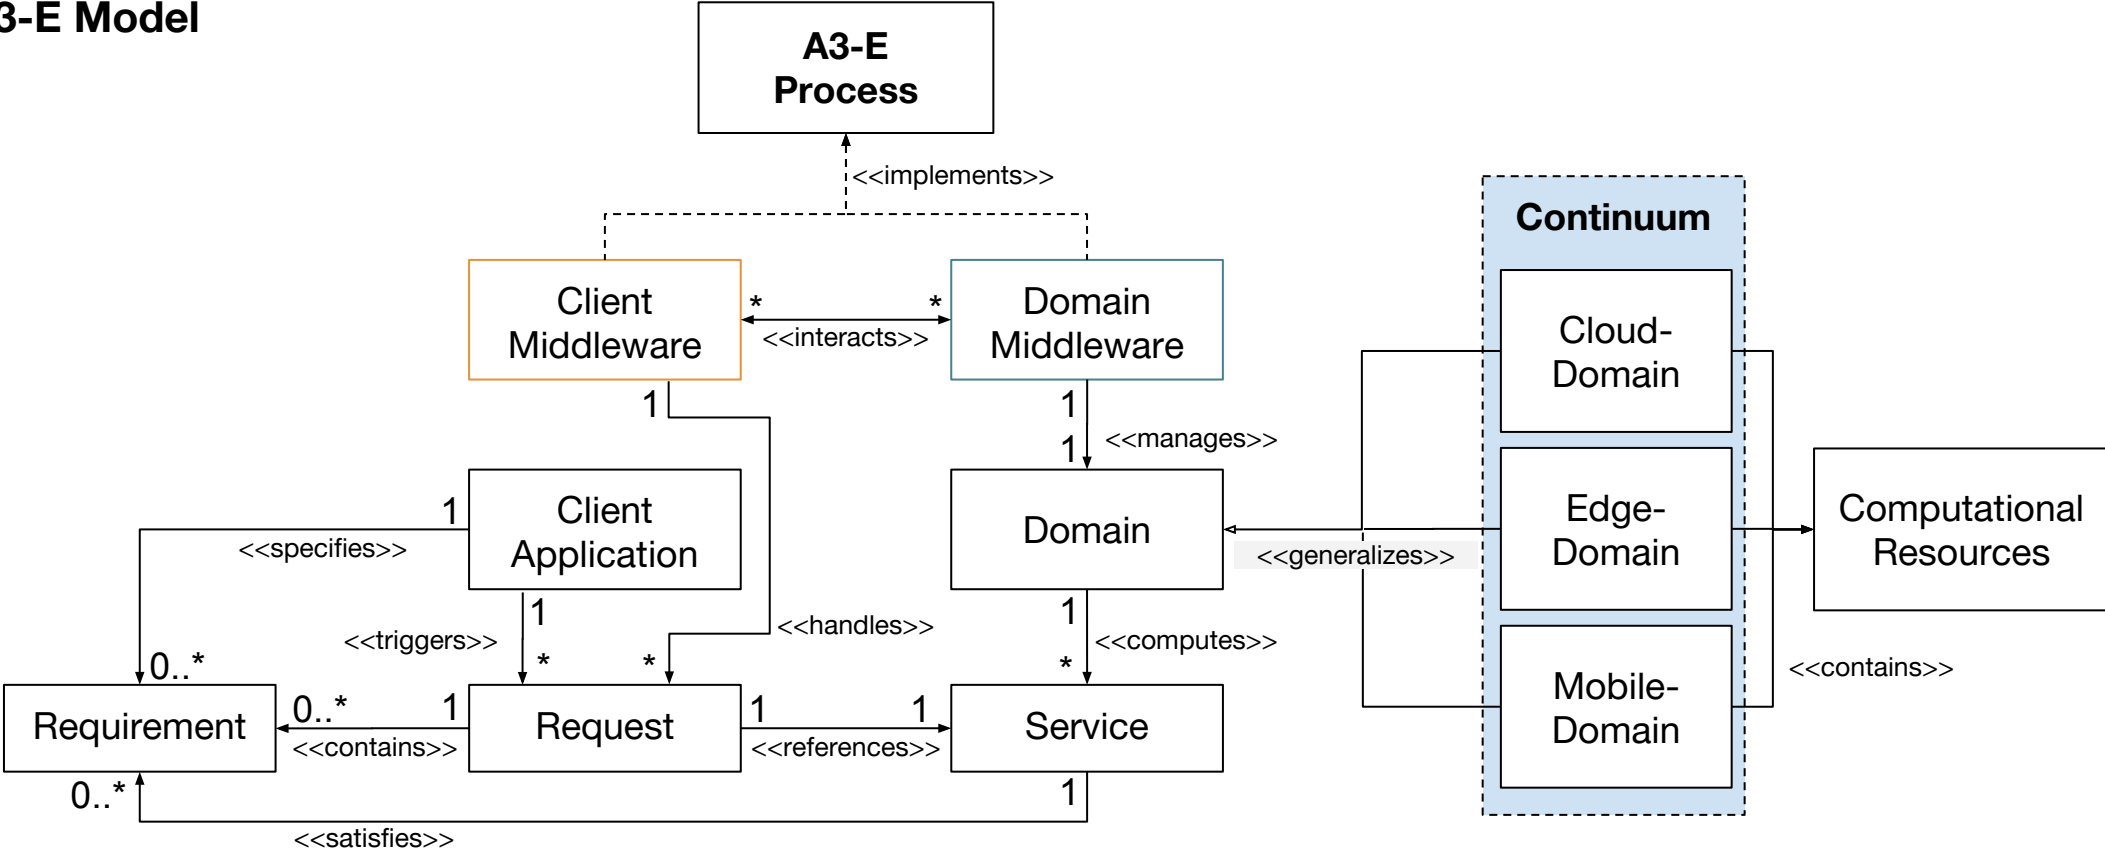 3-E Model
A3-E
Process
<<implements>>
Continuum
Client
Middleware
*
*
<<interacts>>
Domain
Middleware
Cloud-
Domain
1
1
1
<<manages>>
1
Client
Application
<<specifies>>
Domain
<<generalizes>>
Edge-
Domain
Computational
Resources
1
<<triggers>>
*
*
<<handles>>
1
<<computes>>
*
0..*
Mobile-
Domain
<<contains>>
Requirement
0..*
1
<<contains>>
Request
1
1
<<references>>
Service
0..*
1
<<satisfies>>